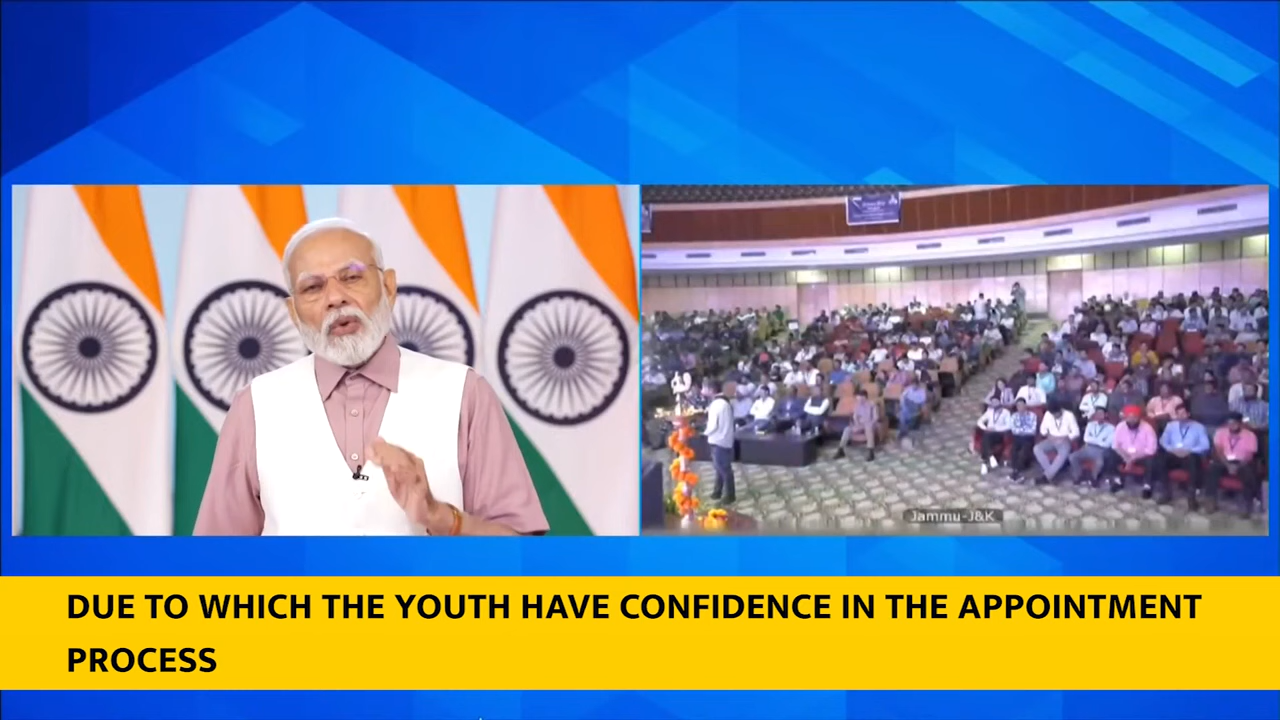 Jammu-J&K
DUE TO WHICH THE YOUTH HAVE CONFIDENCE IN THE APPOINTMENT
PROCESS